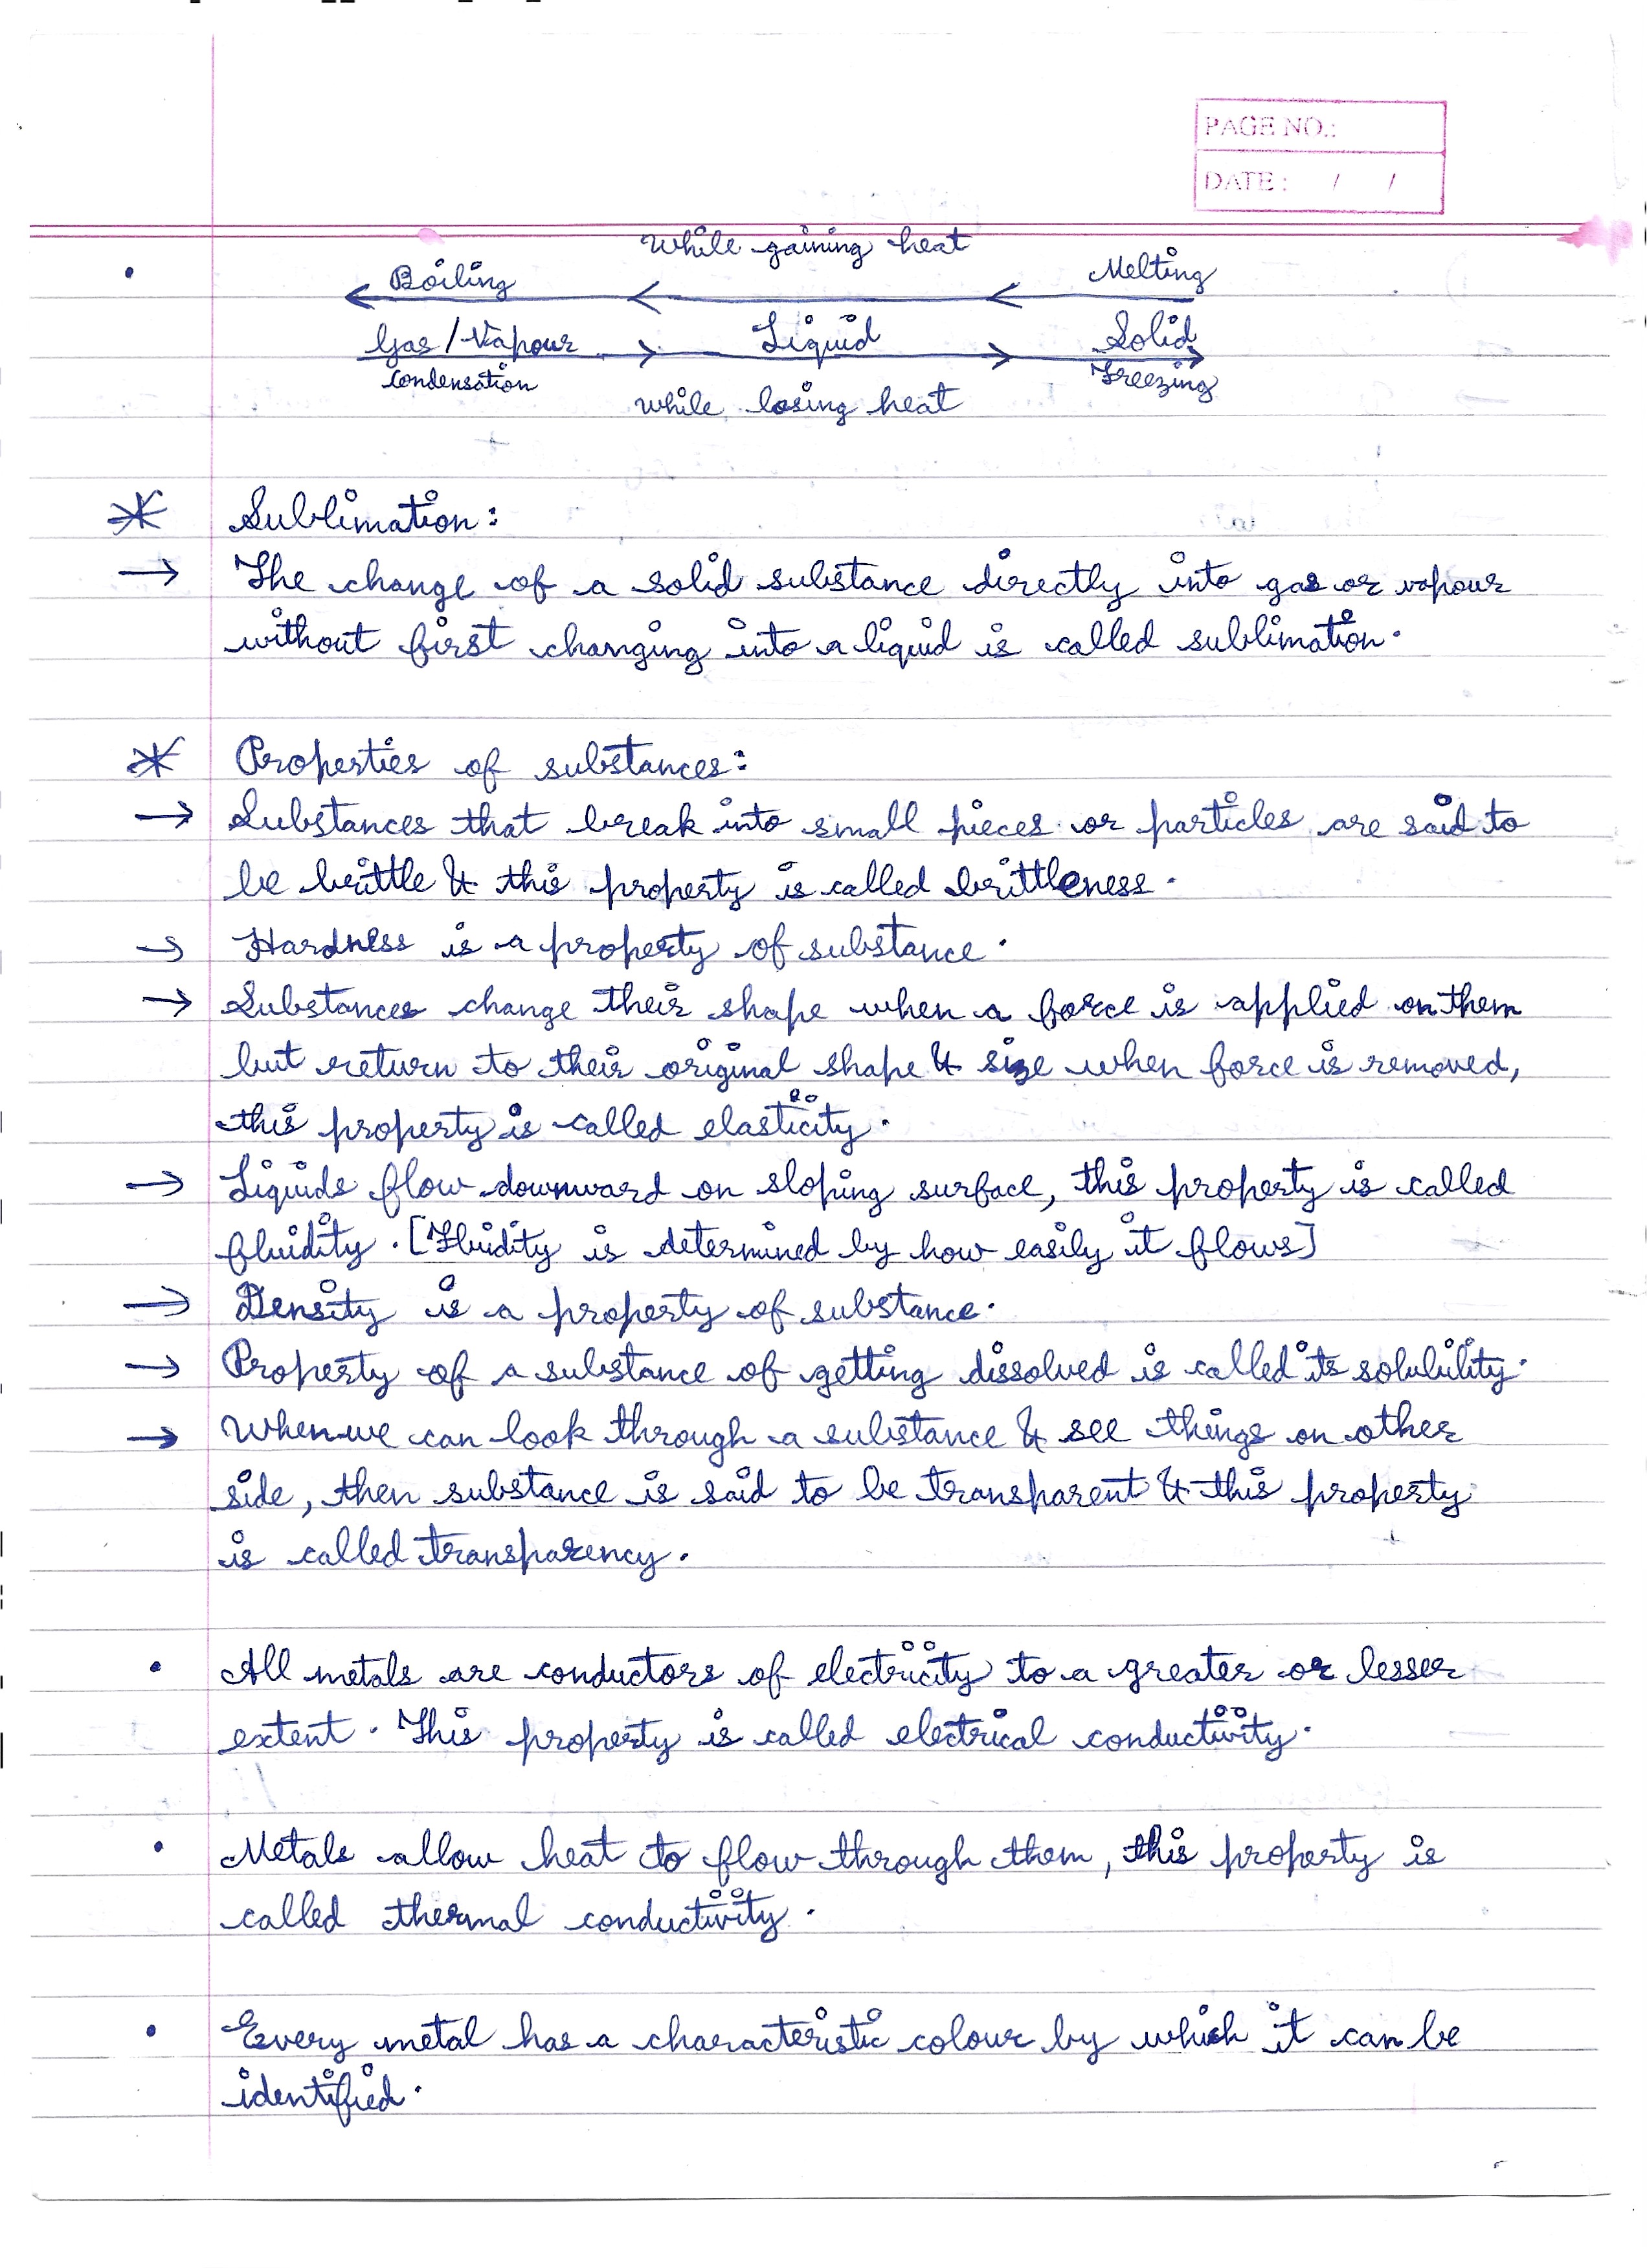 PAGE NO.:
DATE : / /
While gaining heat
Boiling Melting
Gas/Vapour Liquid Solid
Condensation Freezing
while losing heat
* Sublimation:
→ The change of a solid substance directly into gas or vapour
without first changing into a liquid is called sublimation.
* Properties of substances:
→ Substances that break into small pieces or particles are said to
be brittle & this property is called brittleness.
→ Hardness is a property of substance.
→ Substances change their shape when a force is applied on them
but return to their original shape & size when force is removed,
this property is called elasticity.
→ Liquids flow downward on sloping surface, this property is called
fluidity. [Fluidity is determined by how easily it flows]
→ Density is a property of substance.
→ Property of a substance of getting dissolved is called its solubility.
→ When we can look through a substance & see things on other
side, then substance is said to be transparent & this property
is called transparency.
• All metals are conductors of electricity to a greater or lesser
extent. This property is called electrical conductivity.
• Metals allow heat to flow through them, this property is
called thermal conductivity.
• Every metal has a characteristic colour by which it can be
identified.